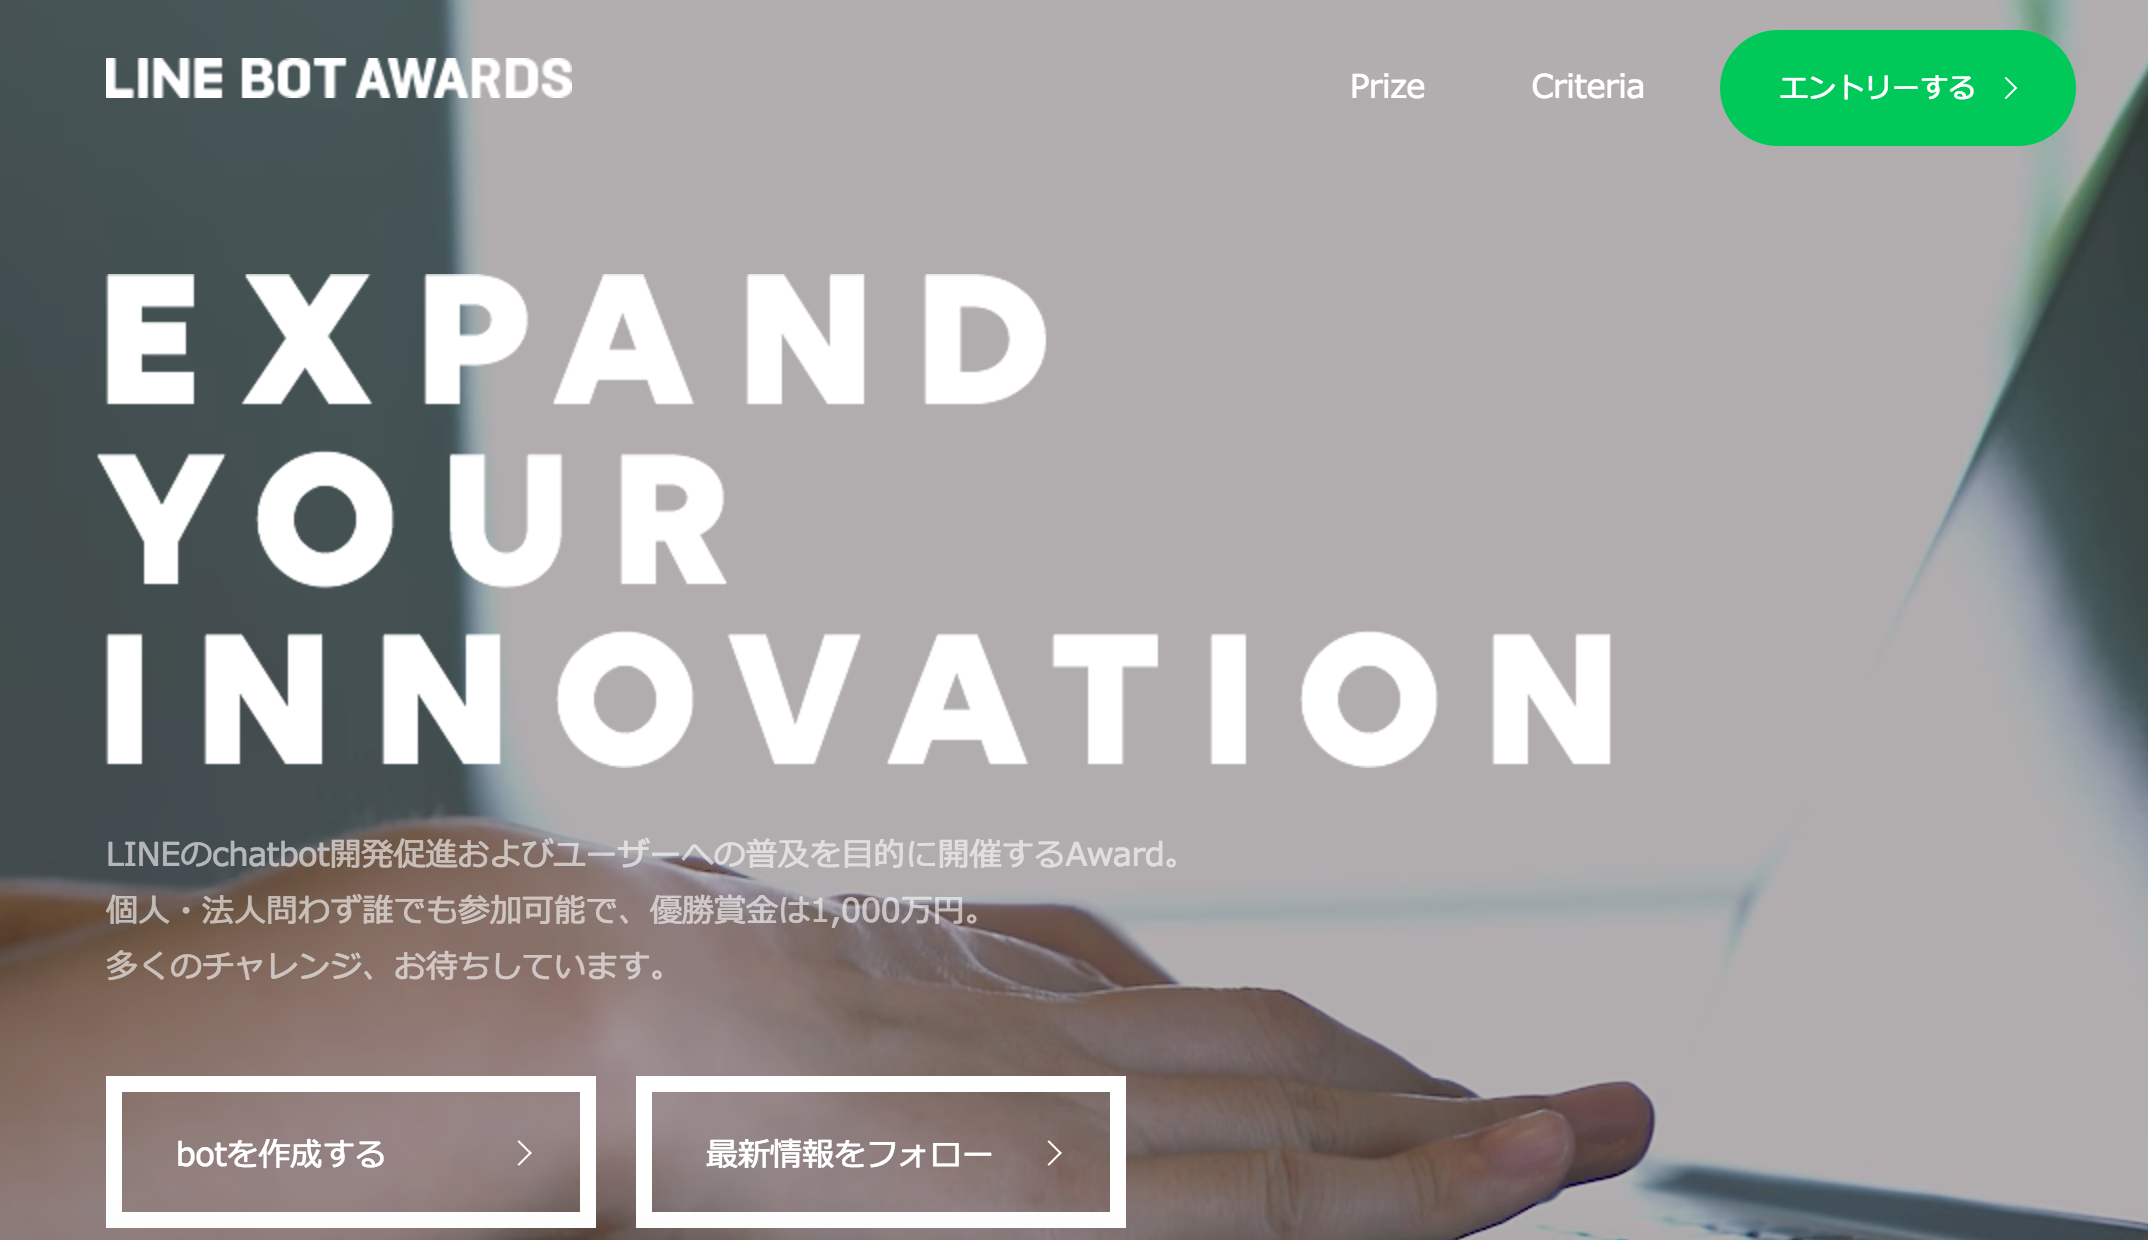 LINE BOT AWARDS
Prize
Criteria
エントリーする
EXPAND
YOUR
INNOVATION
LINEのchatbot開発促進およびユーザーへの普及を目的に開催するAward。
個人・法人問わず誰でも参加可能で、優勝賞金は1,000万円。
多くのチャレンジ、お待ちしています。
botを作成する
最新情報をフォロー